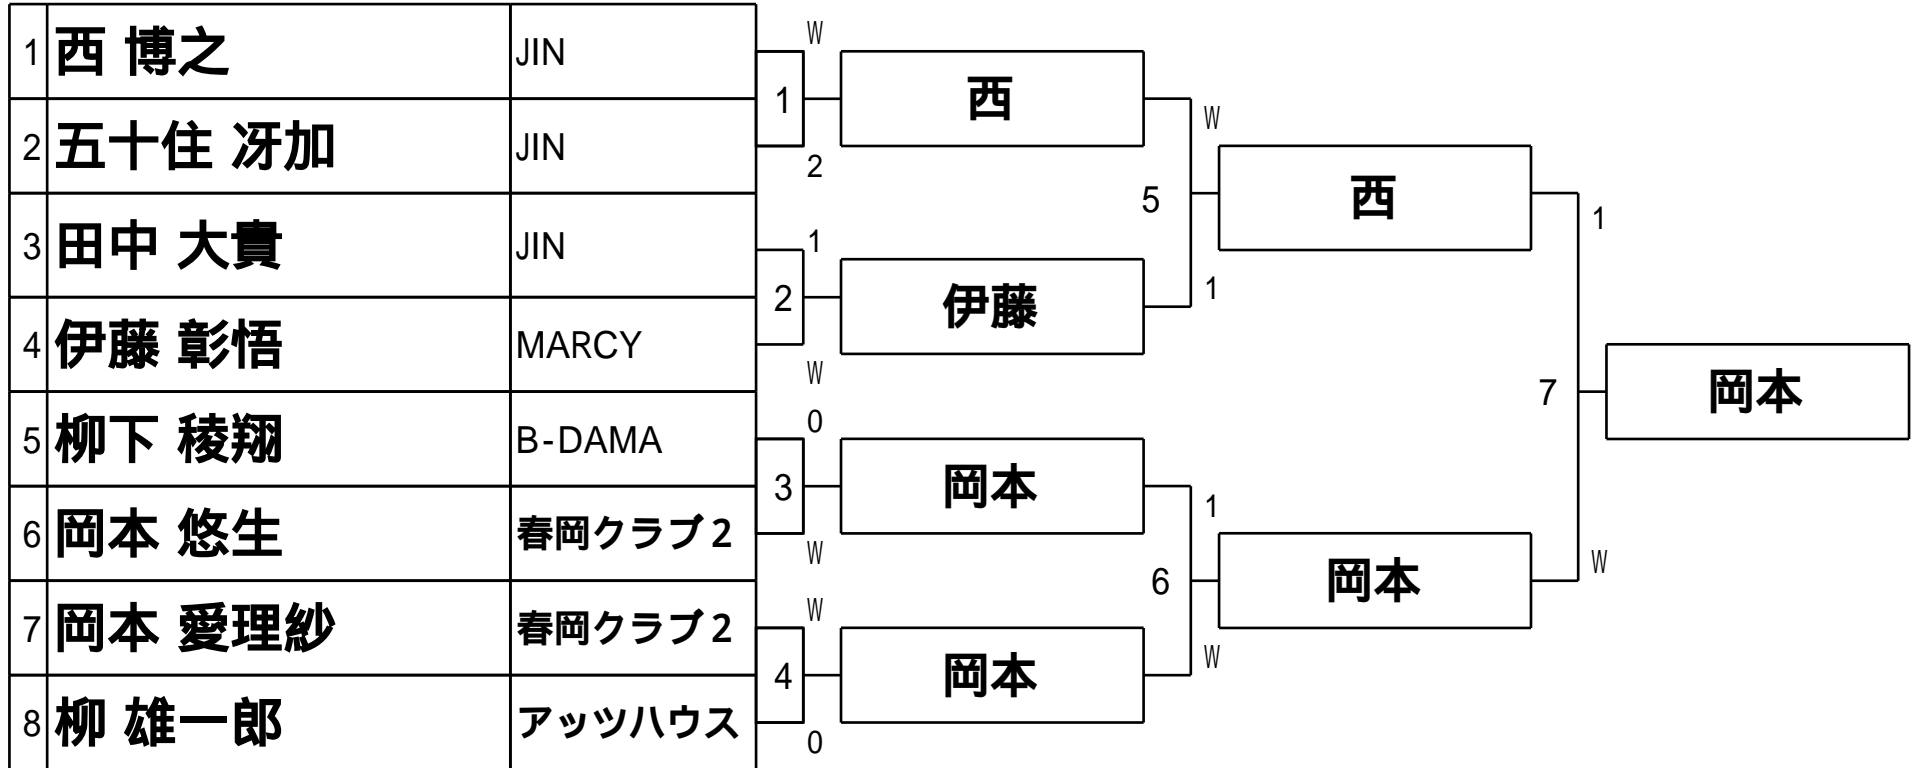 1 西 博之 JIN
2 五十住 冴加 JIN
3 田中 大貴 JIN
4 伊藤 彰悟 MARCY
5 柳下 稜翔 B-DAMA
6 岡本 悠生 春岡クラブ2
7 岡本 愛理紗 春岡クラブ2
8 柳 雄一郎 アッツハウス
W
1
2
1
2
W
0
3
W
W
4
0
西
伊藤
岡本
岡本
W
5
1
1
6
W
西
岡本
1
7
W
岡本